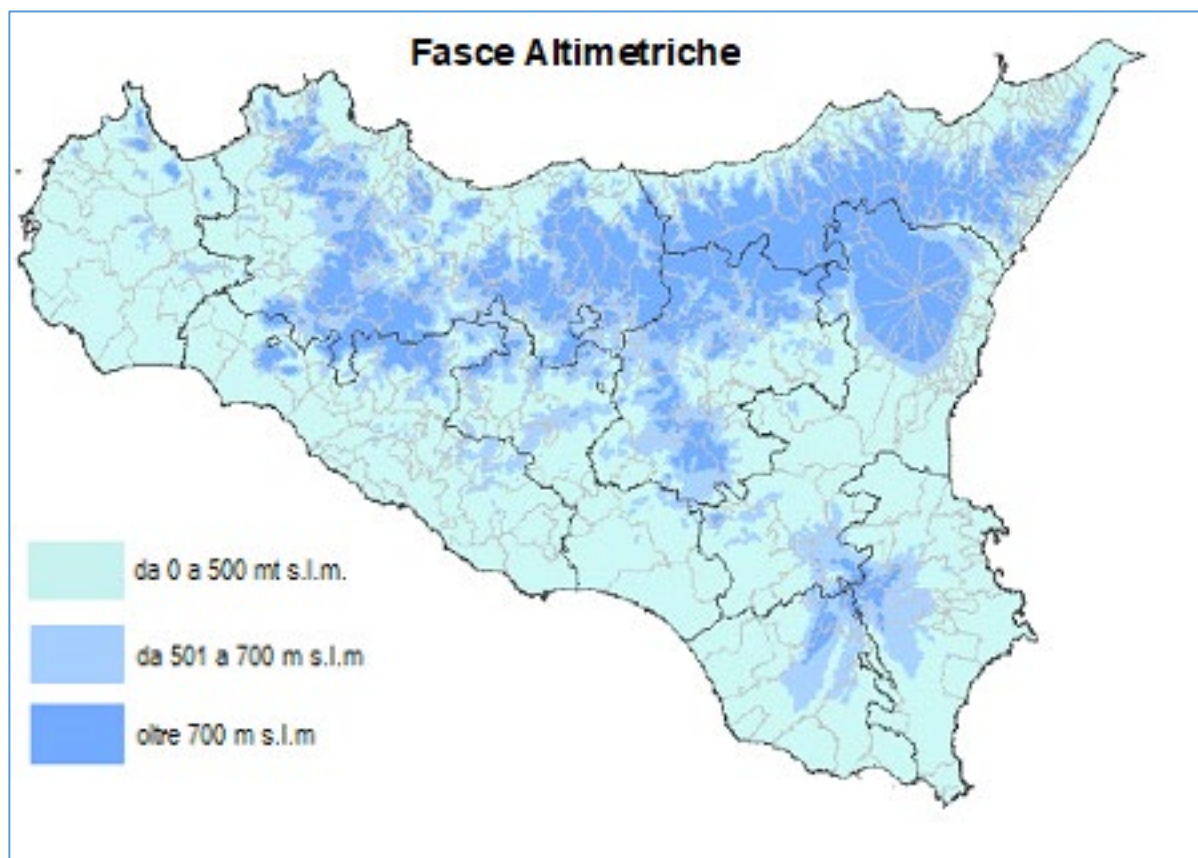 Fasce Altimetriche
da 0 a 500 mt s.l.m.
da 501 a 700 m s.l.m
oltre 700 m s.l.m